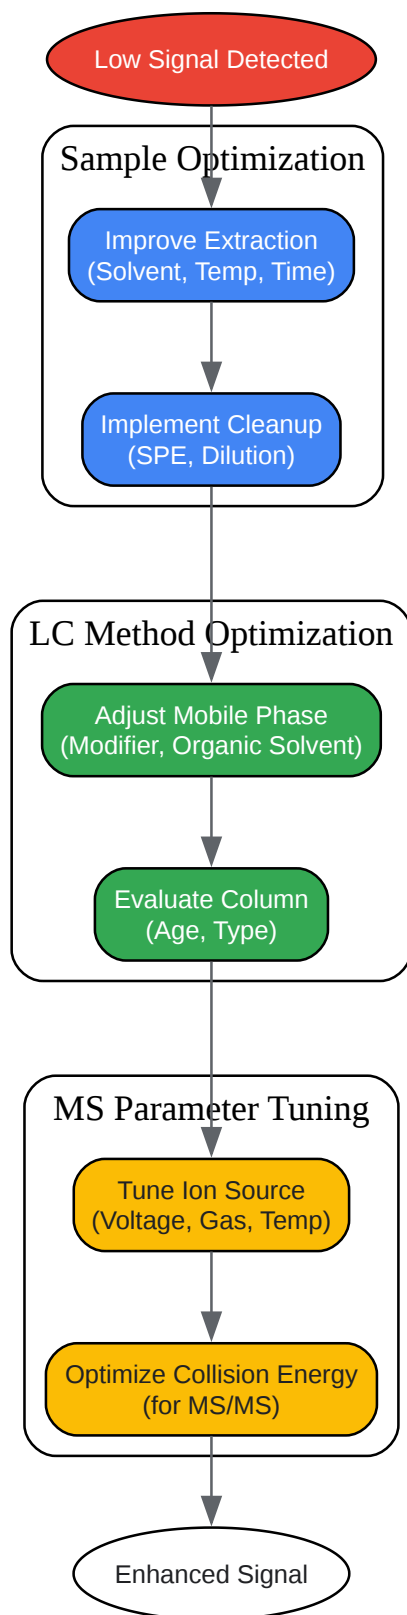 Low Signal Detected
Sample Optimization
Improve Extraction
(Solvent, Temp, Time)
Implement Cleanup
(SPE, Dilution)
LC Method Optimization
Adjust Mobile Phase
(Modifier, Organic Solvent)
Evaluate Column
(Age, Type)
MS Parameter Tuning
Tune Ion Source
(Voltage, Gas, Temp)
Optimize Collision Energy
(for MS/MS)
Enhanced Signal